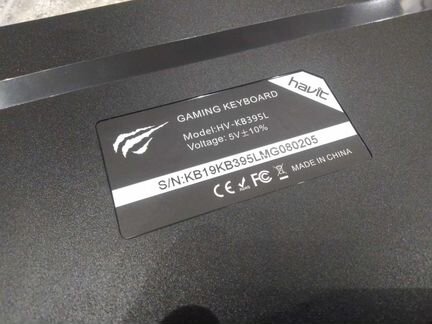 havit
GAMING KEYBOARD
Model:HV-KB395L
Voltage: 5V±10%
S/N:KB19KB395LMG080205
CE FC MADE IN CHINA